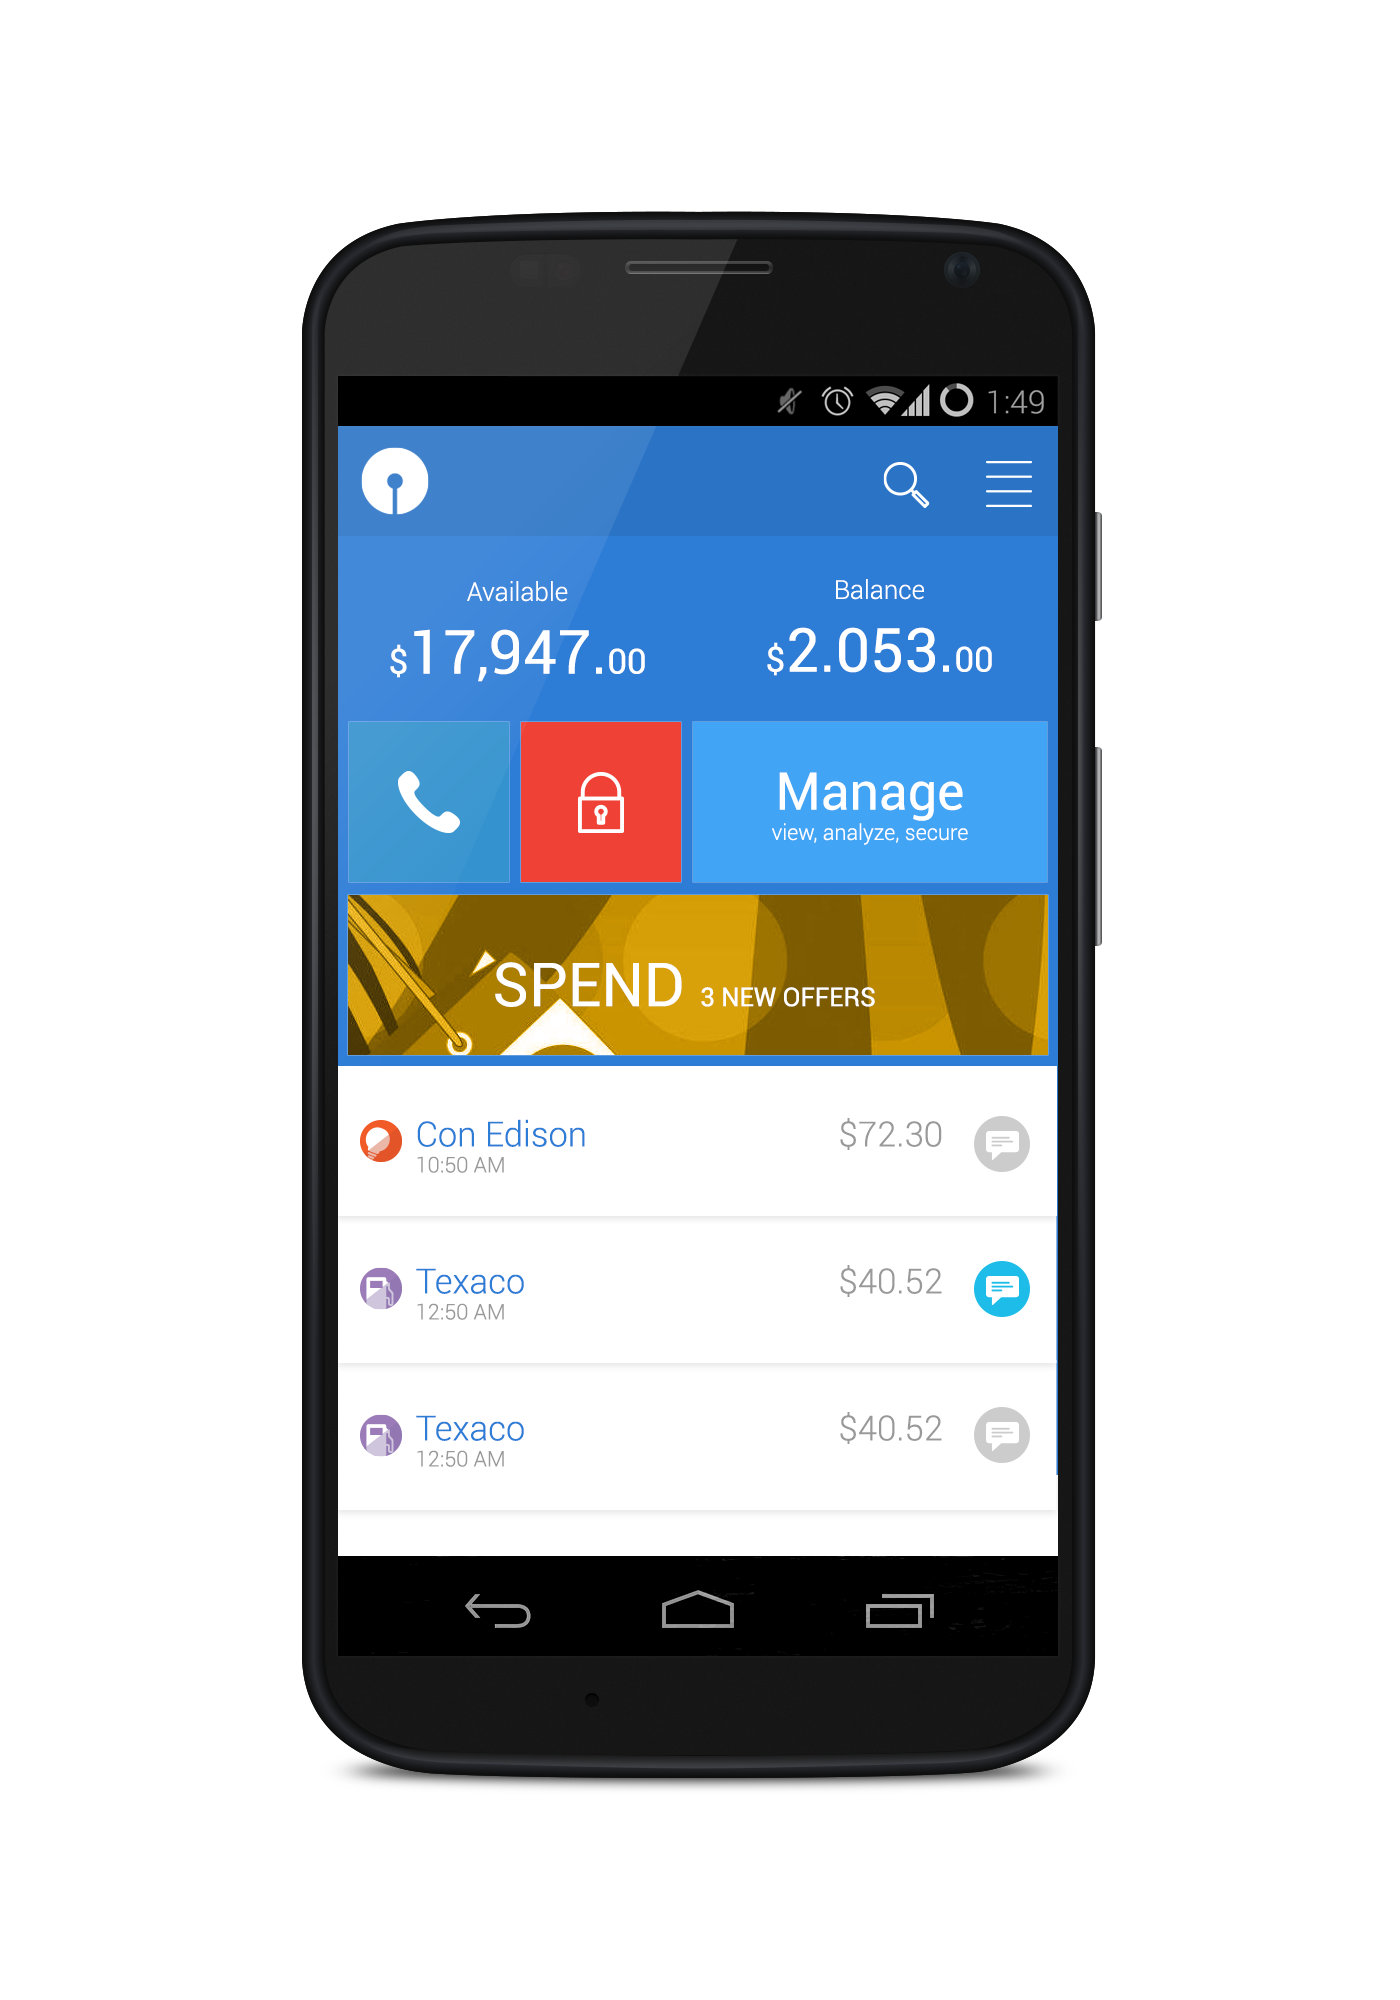 1:49
Available
Balance
$17,947.00
$2.053.00
Manage
view, analyze, secure
SPEND 3 NEW OFFERS
Con Edison
$72.30
10:50 AM
Texaco
$40.52
12:50 AM
Texaco
$40.52
12:50 AM